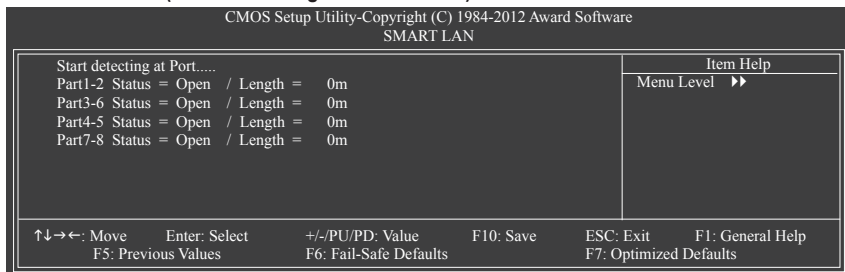 CMOS Setup Utility-Copyright (C) 1984-2012 Award Software
SMART LAN
Start detecting at Port.....
Part1-2 Status = Open / Length = 0m
Part3-6 Status = Open / Length = 0m
Part4-5 Status = Open / Length = 0m
Part7-8 Status = Open / Length = 0m
Item Help
Menu Level ▶▶
↑↓→←: Move Enter: Select +/-/PU/PD: Value F10: Save ESC: Exit F1: General Help
F5: Previous Values F6: Fail-Safe Defaults F7: Optimized Defaults